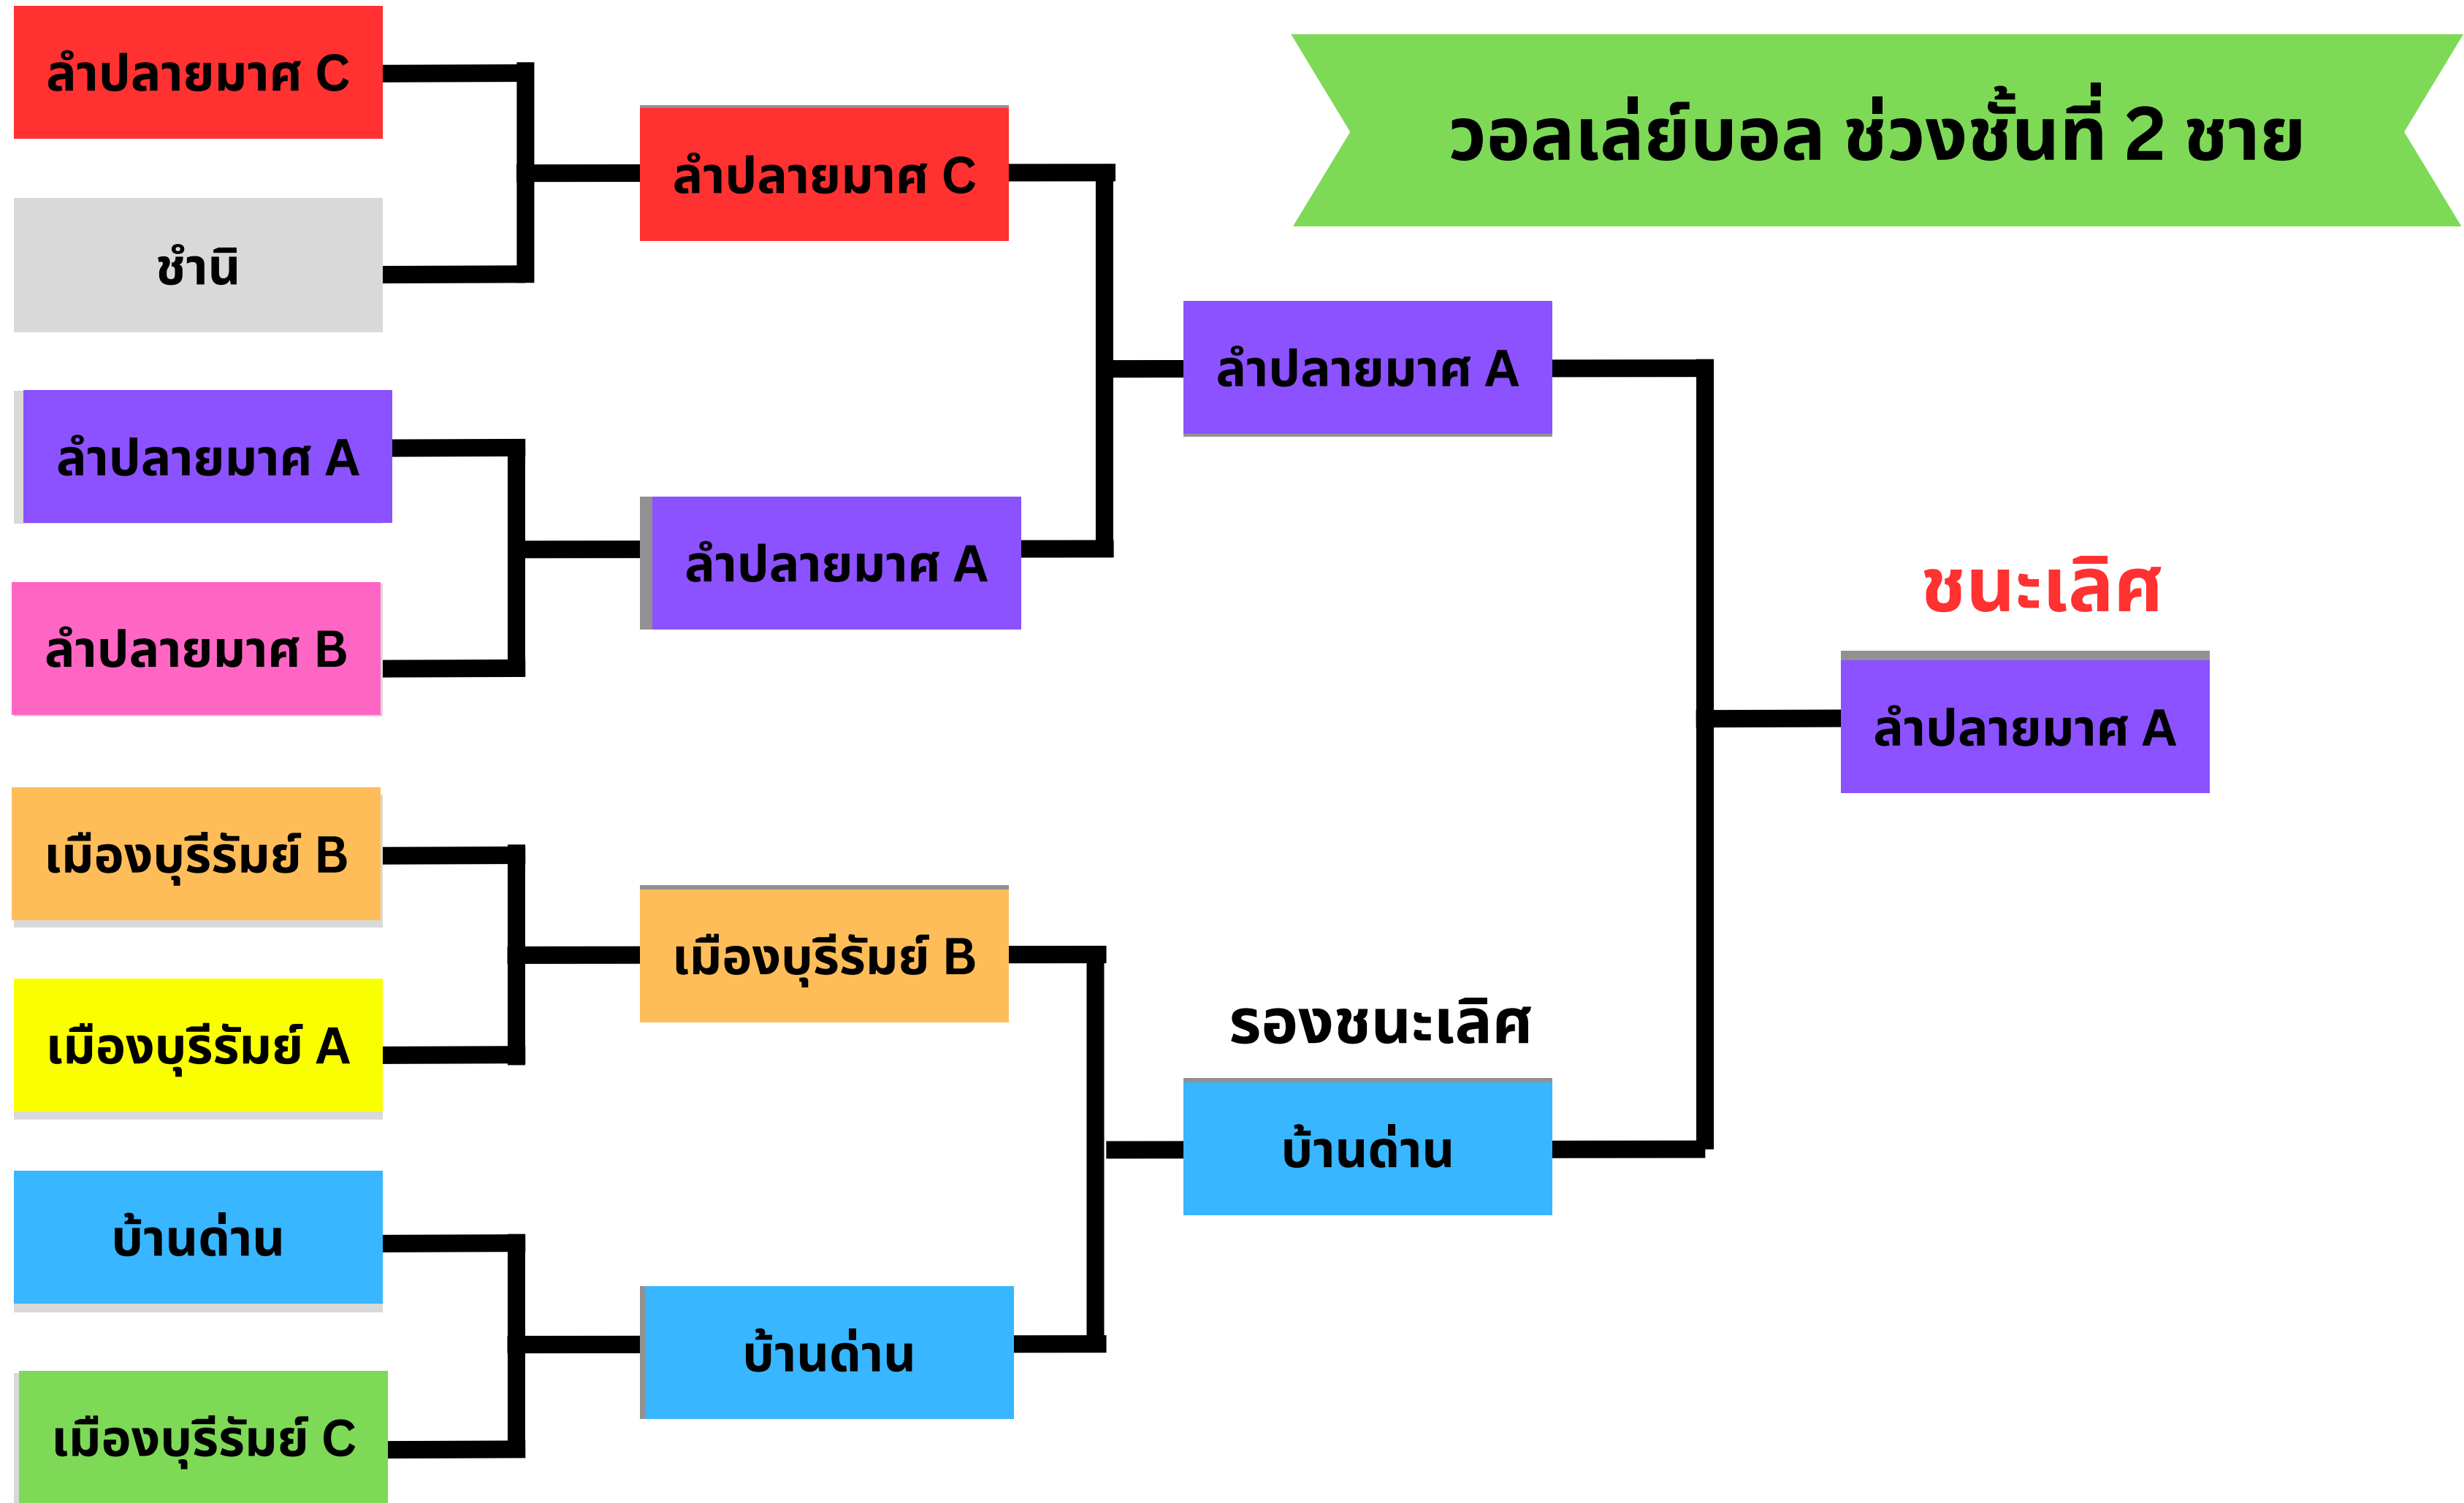 วอลเล่ย์บอล ช่วงชั้นที่ 2 ชาย
ลำปลายมาศ C
ชำนิ
ลำปลายมาศ A
ลำปลายมาศ B
เมืองบุรีรัมย์ B
เมืองบุรีรัมย์ A
บ้านด่าน
เมืองบุรีรัมย์ C
ลำปลายมาศ C
ลำปลายมาศ A
เมืองบุรีรัมย์ B
บ้านด่าน
ลำปลายมาศ A
รองชนะเลิศ
บ้านด่าน
ชนะเลิศ
ลำปลายมาศ A